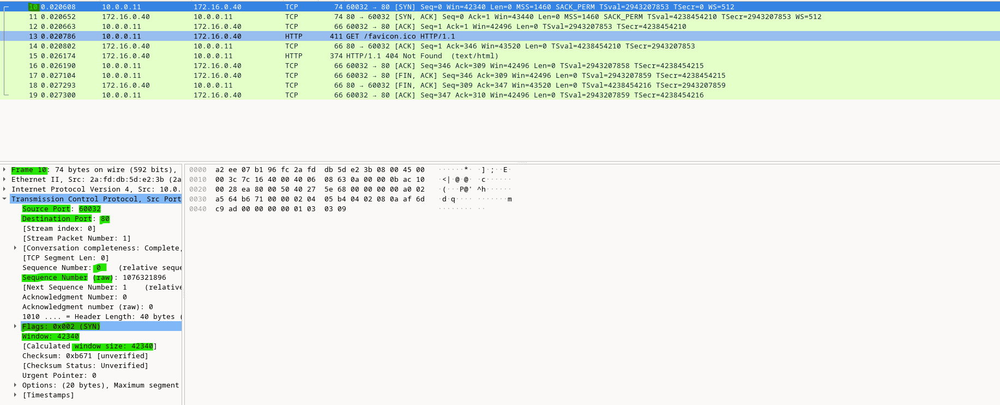 10 0.020608 10.0.0.11 172.16.0.40 TCP 74 60032 → 80 [SYN] Seq=0 Win=42340 Len=0 MSS=1460 SACK_PERM TSval=2943207853 TSecr=0 WS=512
11 0.020652 172.16.0.40 10.0.0.11 TCP 74 80 → 60032 [SYN, ACK] Seq=0 Ack=1 Win=43440 Len=0 MSS=1460 SACK_PERM TSval=4238454210 TSecr=2943207853 WS=512
12 0.020663 10.0.0.11 172.16.0.40 TCP 66 60032 → 80 [ACK] Seq=1 Ack=1 Win=42496 Len=0 TSval=2943207853 TSecr=4238454210
13 0.020786 10.0.0.11 172.16.0.40 HTTP 411 GET /favicon.ico HTTP/1.1
14 0.020802 172.16.0.40 10.0.0.11 TCP 66 80 → 60032 [ACK] Seq=1 Ack=346 Win=43520 Len=0 TSval=4238454210 TSecr=2943207853
15 0.026174 172.16.0.40 10.0.0.11 HTTP 374 HTTP/1.1 404 Not Found  (text/html)
16 0.026190 10.0.0.11 172.16.0.40 TCP 66 60032 → 80 [ACK] Seq=346 Ack=309 Win=42496 Len=0 TSval=2943207858 TSecr=4238454215
17 0.027104 10.0.0.11 172.16.0.40 TCP 66 60032 → 80 [FIN, ACK] Seq=346 Ack=309 Win=42496 Len=0 TSval=2943207859 TSecr=4238454215
18 0.027293 172.16.0.40 10.0.0.11 TCP 66 80 → 60032 [FIN, ACK] Seq=309 Ack=347 Win=43520 Len=0 TSval=4238454216 TSecr=2943207859
19 0.027300 10.0.0.11 172.16.0.40 TCP 66 60032 → 80 [ACK] Seq=347 Ack=310 Win=42496 Len=0 TSval=2943207859 TSecr=4238454216
Frame 10: 74 bytes on wire (592 bits),
Ethernet II, Src: 2a:fd:db:5d:e2:3b (2a
Internet Protocol Version 4, Src: 10.0.
Transmission Control Protocol, Src Port
Source Port: 60032
Destination Port: 80
[Stream index: 0]
[Stream Packet Number: 1]
[Conversation completeness: Complete,
[TCP Segment Len: 0]
Sequence Number: 0    (relative seque
Sequence Number (raw): 1076321896
[Next Sequence Number: 1    (relative
Acknowledgment Number: 0
Acknowledgment number (raw): 0
1010 .... = Header Length: 40 bytes (
Flags: 0x002 (SYN)
Window: 42340
[Calculated window size: 42340]
Checksum: 0xb671 [unverified]
[Checksum Status: Unverified]
Urgent Pointer: 0
Options: (20 bytes), Maximum segment
[Timestamps]
0000 a2 ee 07 b1 96 fc 2a fd  db 5d e2 3b 08 00 45 00 ······*· ·]·;··E·
0010 00 3c 7c 16 40 00 40 06  08 63 0a 00 00 0b ac 10 ·<|·@·@· ·c······
0020 00 28 ea 80 00 50 40 27  5e 68 00 00 00 00 a0 02 ·(···P@' ^h······
0030 a5 64 b6 71 00 00 02 04  05 b4 04 02 08 0a af 6d ·d·q···· ·······m
0040 c9 ad 00 00 00 00 01 03  03 09 ········ ··